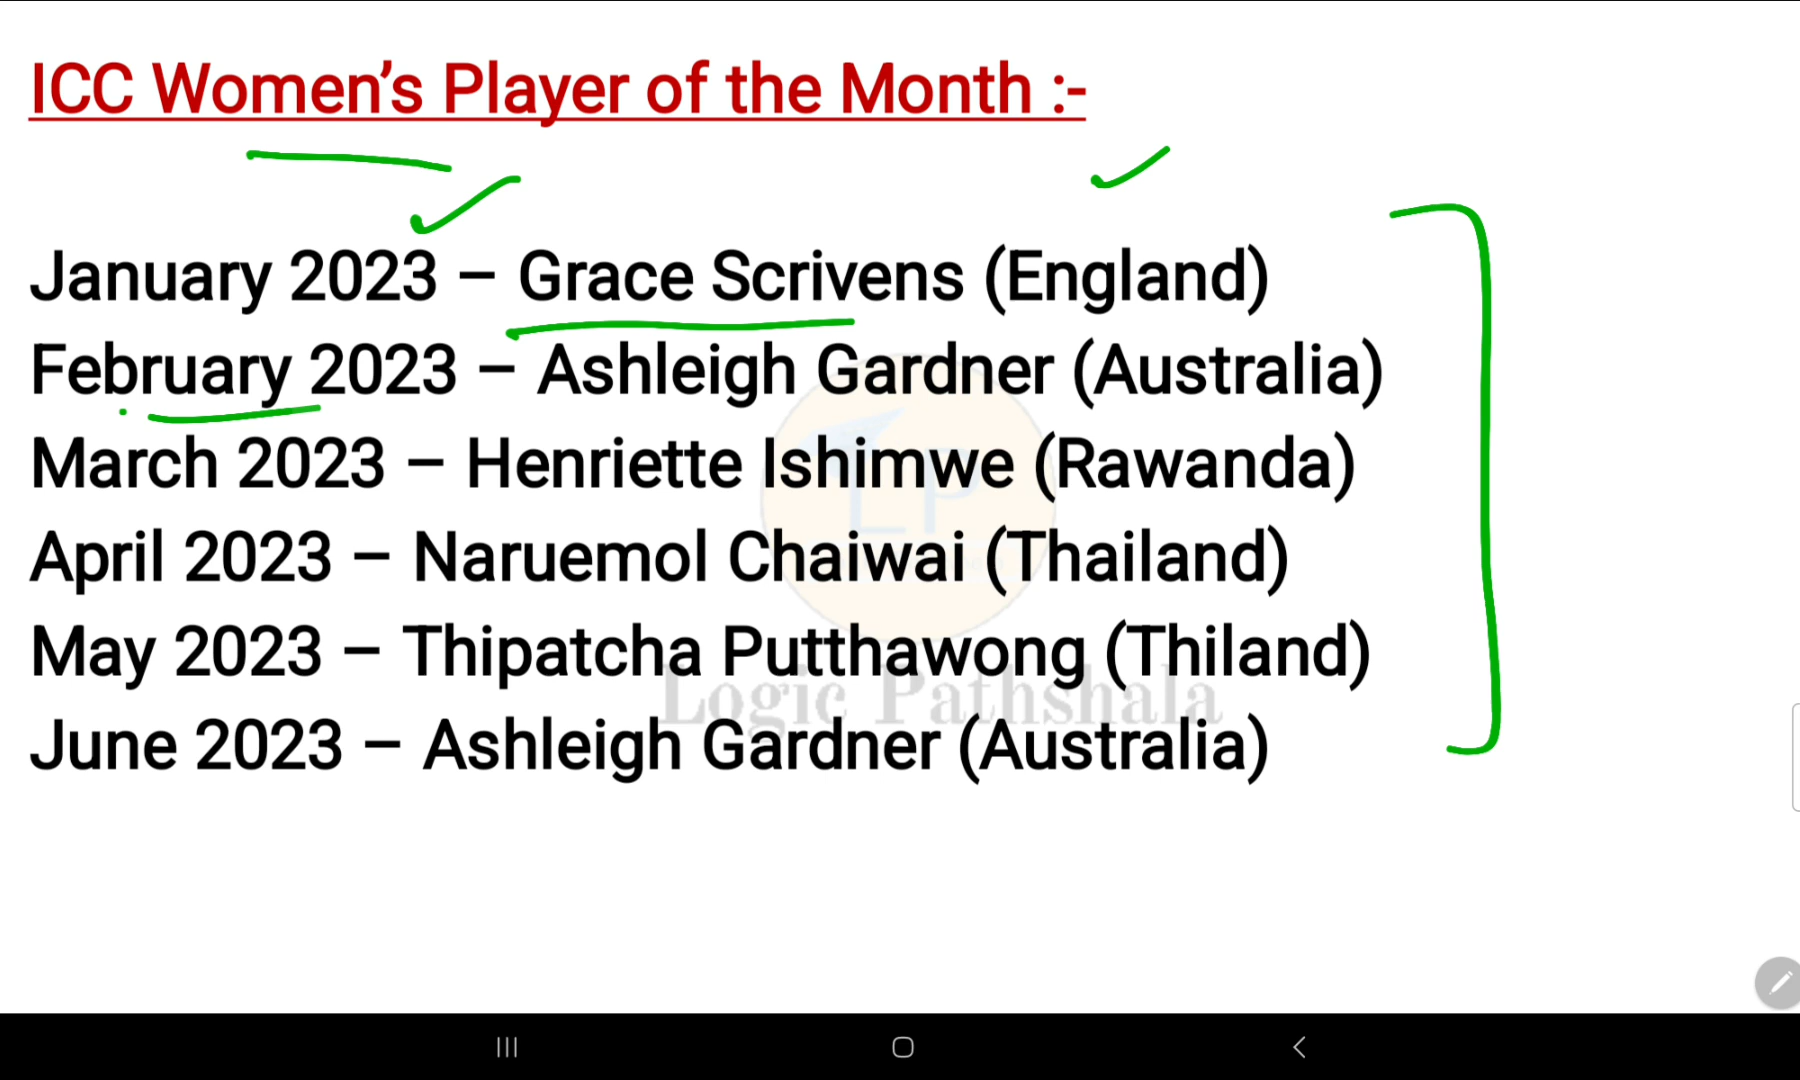 ICC Women’s Player of the Month :-
January 2023 – Grace Scrivens (England)
February 2023 – Ashleigh Gardner (Australia)
March 2023 – Henriette Ishimwe (Rawanda)
April 2023 – Naruemol Chaiwai (Thailand)
May 2023 – Thipatcha Putthawong (Thiland)
Logic Pathshala
June 2023 – Ashleigh Gardner (Australia)
LP